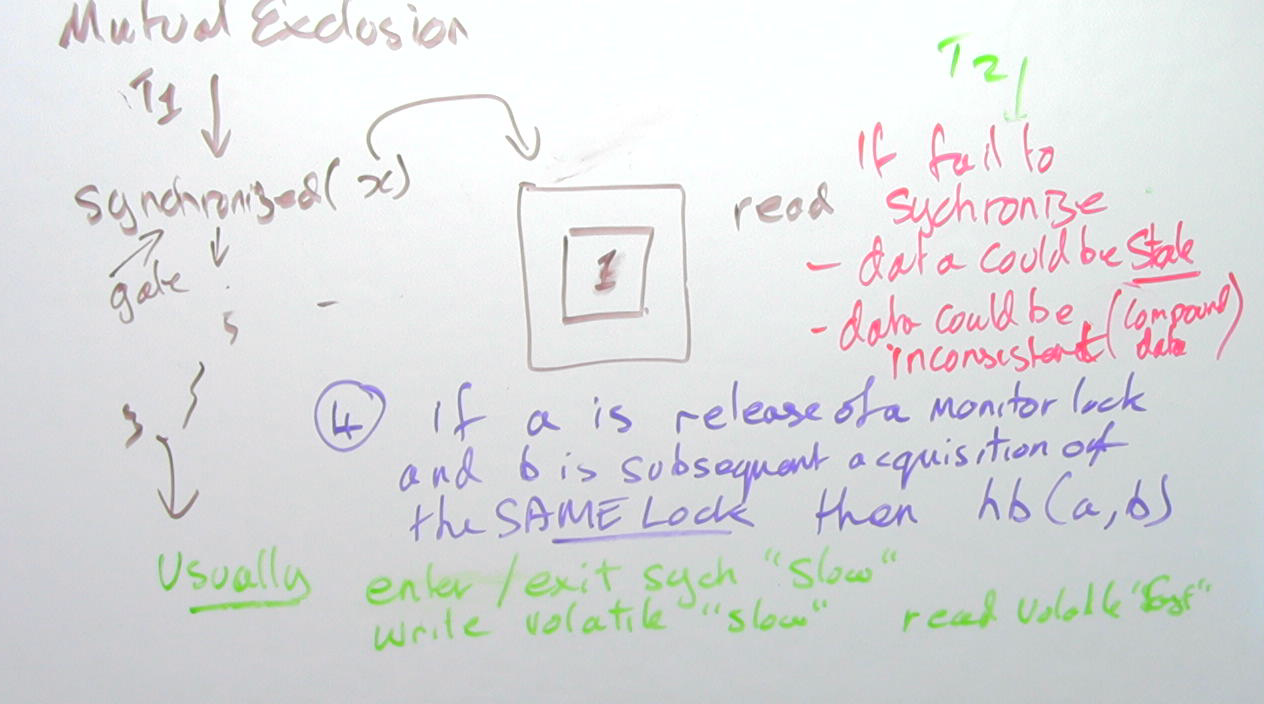 Mutual Exclusion
T1
T2
synchronized(x)
gate
1
read
If fail to
sychronize
- data could be stale
- data could be (compound
inconsistent data)
4 If a is release of a monitor lock
and b is subsequent acquisition of
the SAME Lock then hb(a,b)
Usually enter/exit sych "slow"
write volatile "slow" read volatile "fast"